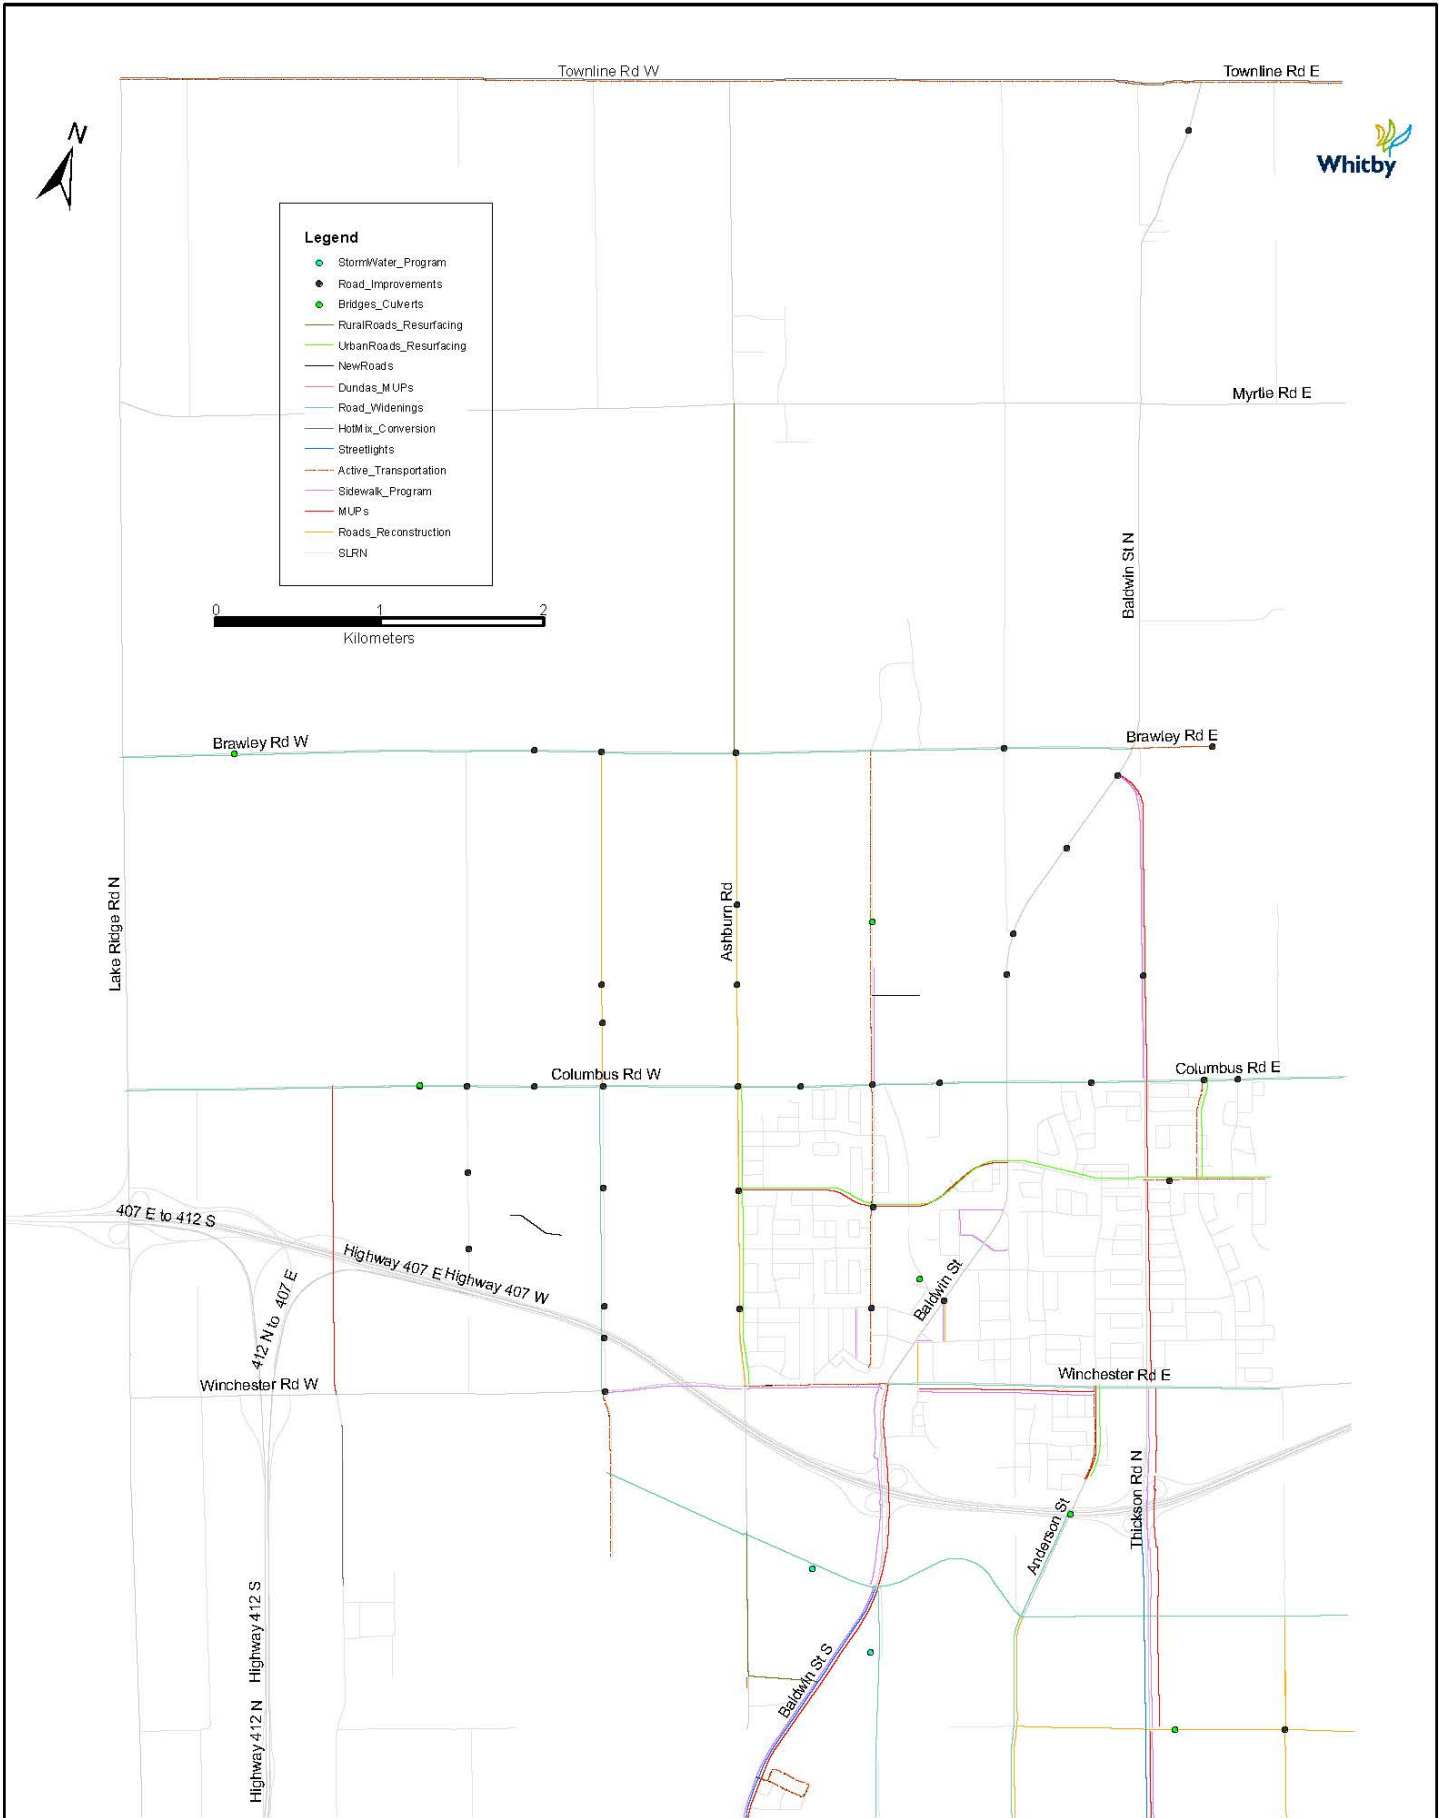 Townline Rd W
Townline Rd E
N
Whitby
Legend
StormWater_Program
Road_Improvements
Bridges_Culverts
RuralRoads_Resurfacing
UrbanRoads_Resurfacing
NewRoads
Dundas_MUPs
Road_Widenings
HotMix_Conversion
Streetlights
Active_Transportation
Sidewalk_Program
MUPs
Roads_Reconstruction
SLRN
Myrtle Rd E
0 1 2
Kilometers
Baldwin St N
Brawley Rd W
Brawley Rd E
Lake Ridge Rd N
Ashburn Rd
Columbus Rd W
Columbus Rd E
407 E to 412 S
Highway 407 E
Highway 407 W
412 N to 407 E
Baldwin St
Winchester Rd W
Winchester Rd E
Thickson Rd N
Anderson St
Highway 412 S
Baldwin St S
Highway 412 N